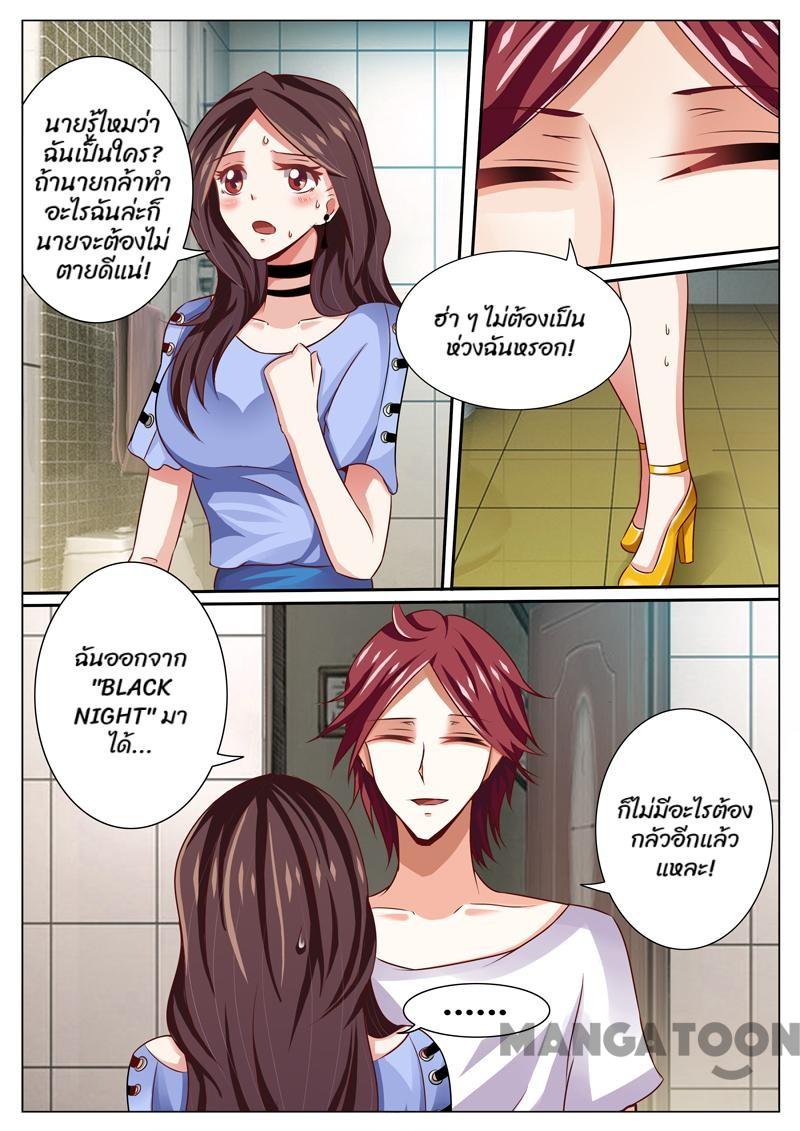 นายรู้ไหมว่า
ฉันเป็นใคร?
ถ้านายกล้าทำ
อะไรฉันล่ะก็
นายจะต้องไม่
ตายดีแน่!
ฮ่า ๆ ไม่ต้องเป็น
ห่วงฉันหรอก!
ฉันออกจาก
"BLACK
NIGHT" มา
ได้...
ก็ไม่มีอะไรต้อง
กลัวอีกแล้ว
แหละ!
......
MANGATOON